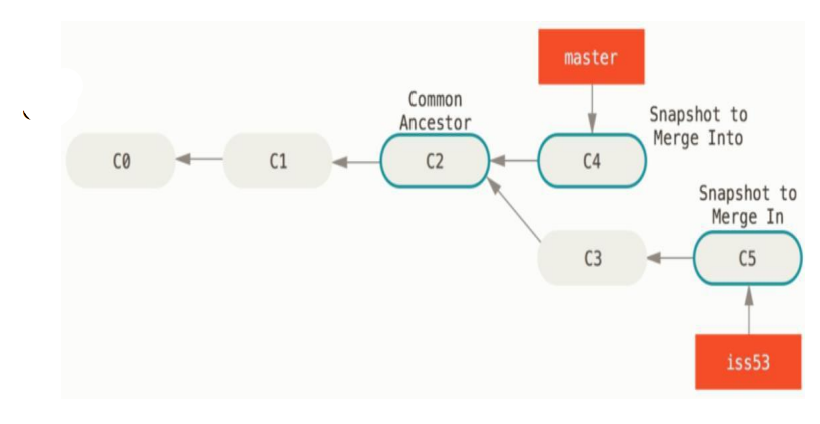 master
Common
Ancestor
Snapshot to
Merge Into
C0
C1
C2
C4
Snapshot to
Merge In
C3
C5
iss53